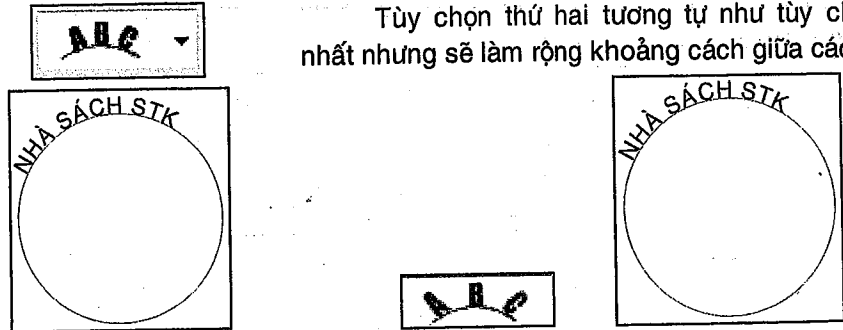 ABC
Tùy chọn thứ hai tương tự như tùy
nhất nhưng sẽ làm rộng khoảng cách giữa
NHÀ SÁCH STK
NHÀ SÁCH STK
ABC